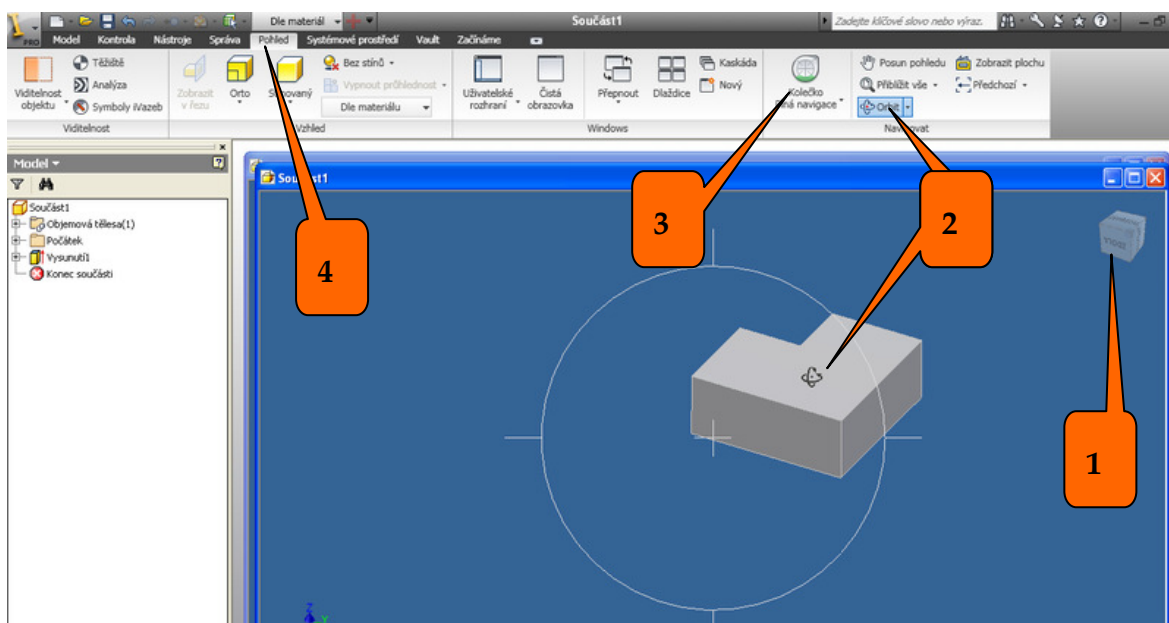 Dle materiál
Součást1
Zadejte klíčové slovo nebo výraz.
PRO
Model Kontrola Nástroje Správa Pohled Systémové prostředí Vault Začínáme
Viditelnost objektu
Těžiště
Analýza
Symboly iVazeb
Viditelnost
Zobrazit v řezu
Orto
Bez stínů
Vypnout průhlednost
Dle materiálu
Vzhled
Uživatelské rozhraní
Čistá obrazovka
Přepnout
Dlaždice
Kaskáda
Nový
Windows
Kolečko
navigace
Posun pohledu
Přiblížit vše
Orbit
Zobrazit plochu
Předchozí
Model
Součást1
Objemová tělesa(1)
Počátek
Vysunutí1
Konec součásti
4
3
2
1
Z
Y